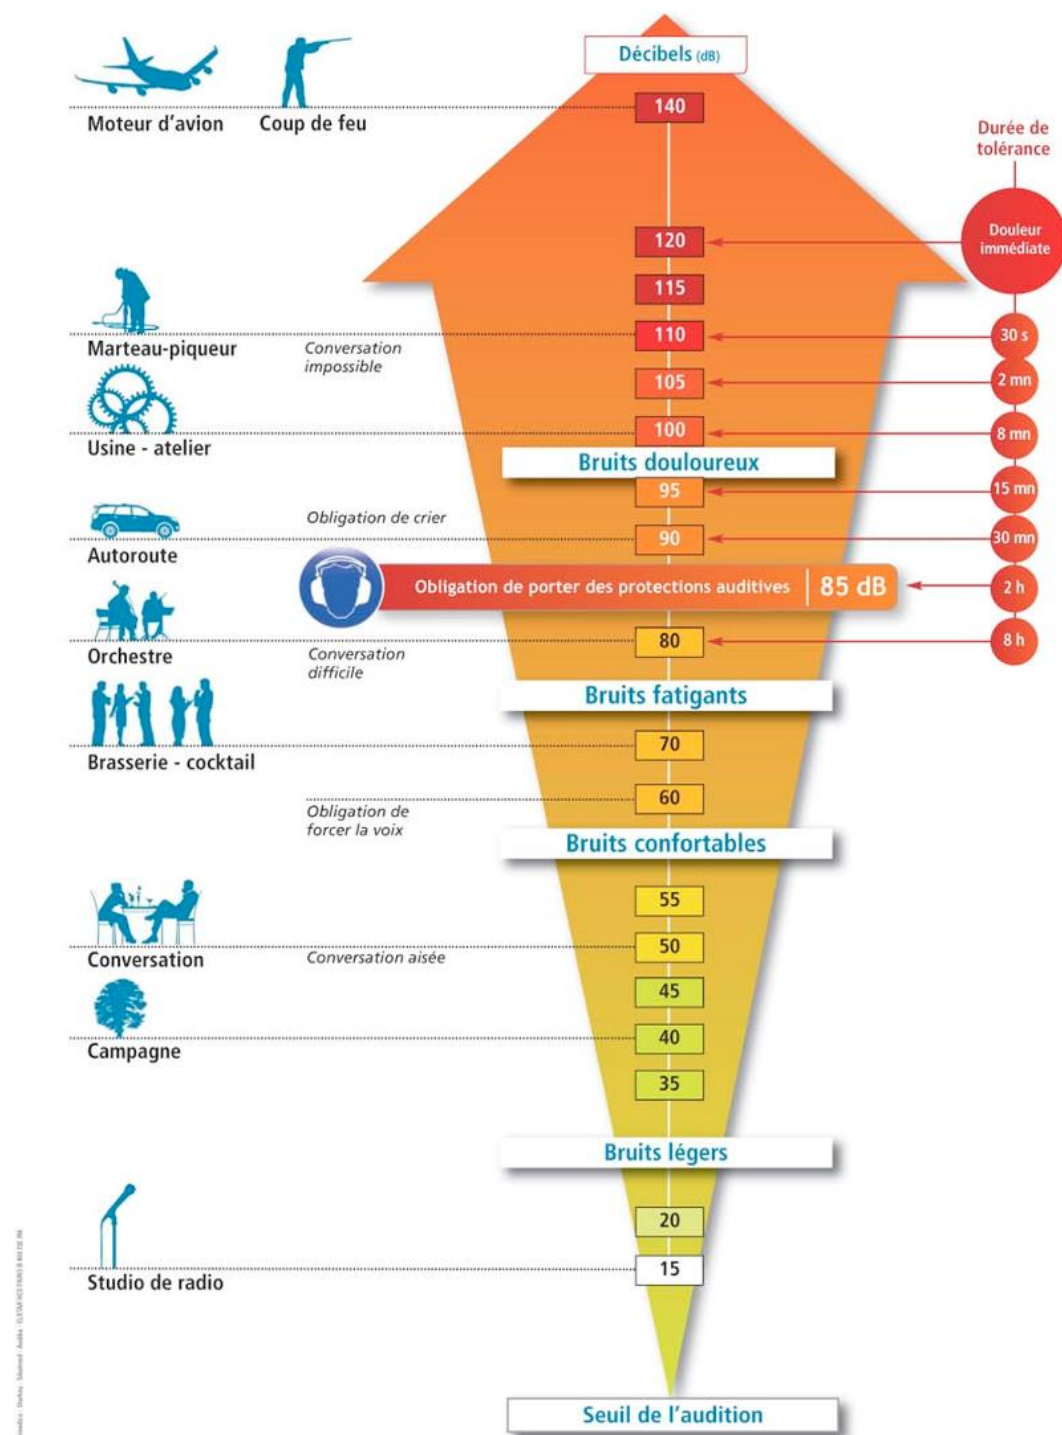 Décibels (dB)
140
Moteur d'avion
Coup de feu
Durée de
tolérance
120
Douleur
immédiate
115
110
30 s
Marteau-piqueur
Conversation
impossible
105
2 mn
100
8 mn
Usine - atelier
Bruits douloureux
95
15 mn
Obligation de crier
90
30 mn
Autoroute
Obligation de porter des protections auditives
85 dB
2 h
80
8 h
Orchestre
Conversation
difficile
Bruits fatigants
70
Brasserie - cocktail
60
Obligation de
forcer la voix
Bruits confortables
55
50
Conversation
Conversation aisée
45
40
Campagne
35
Bruits légers
20
15
Studio de radio
Seuil de l'audition